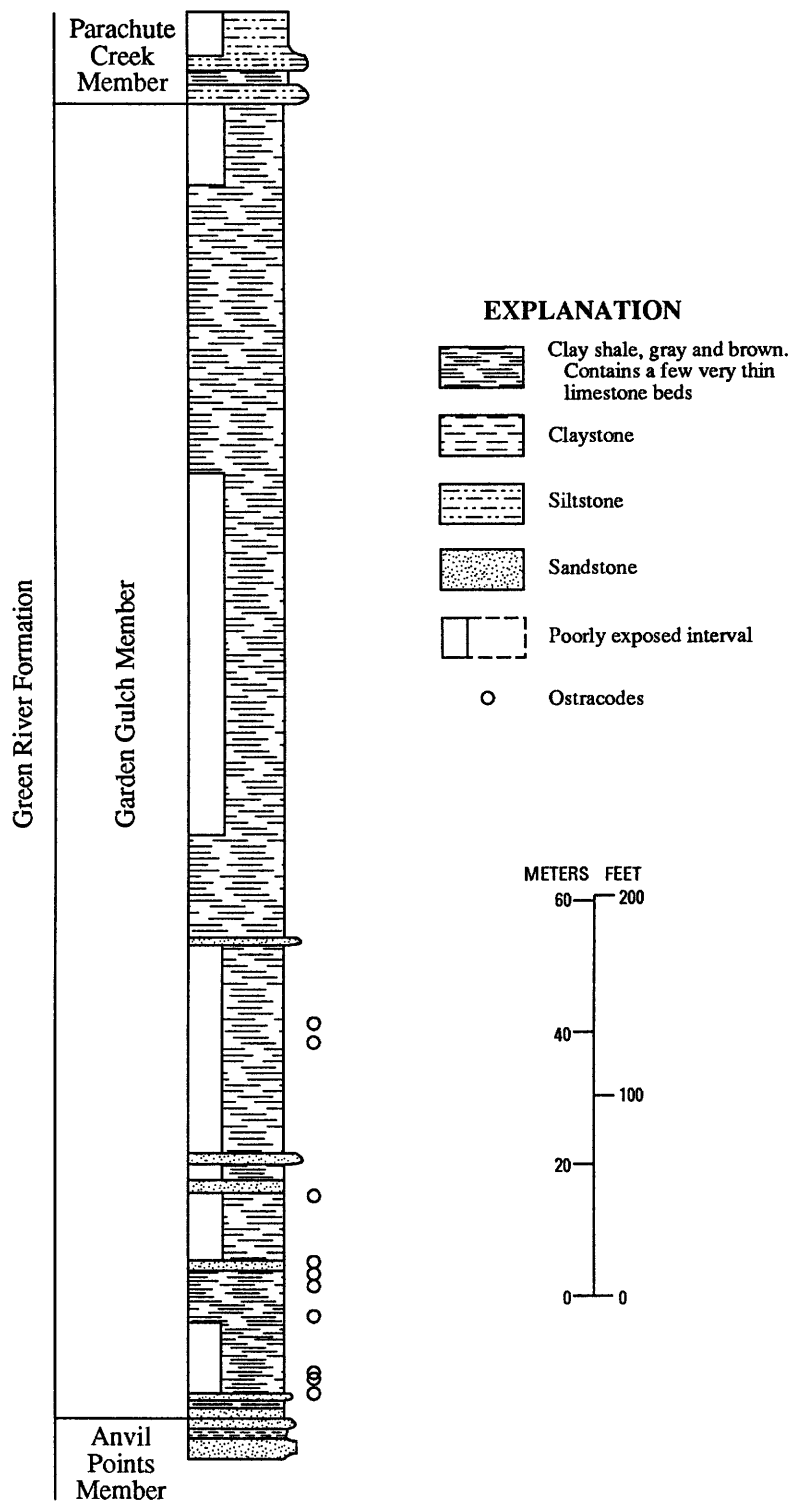 Parachute
Creek
Member
Green River Formation
Garden Gulch Member
Anvil
Points
Member
EXPLANATION
Clay shale, gray and brown.
Contains a few very thin
limestone beds
Claystone
Siltstone
Sandstone
Poorly exposed interval
Ostracodes
METERS FEET
60 200
40
100
20
0 0